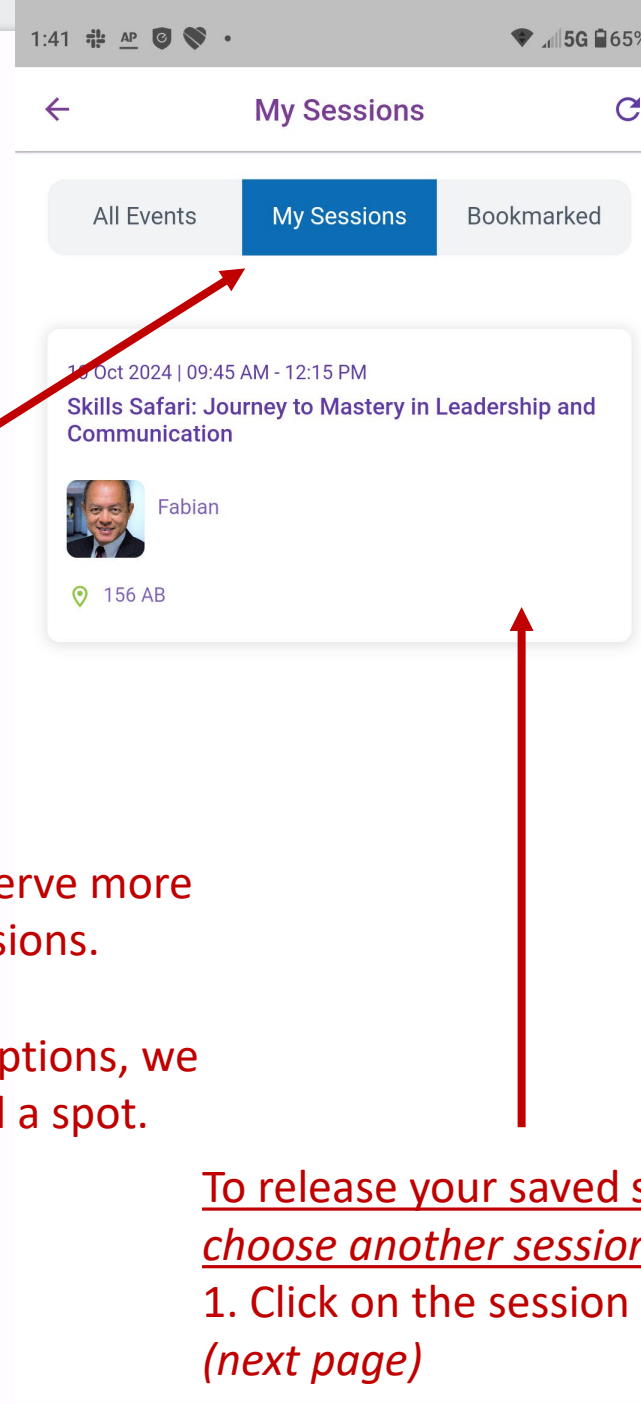 1:41 AP 5G 65%
My Sessions
All Events My Sessions Bookmarked
Oct 2024 | 09:45 AM - 12:15 PM
Skills Safari: Journey to Mastery in Leadership and
Communication
Fabian
156 AB
erve more
sions.
ptions, we
a spot.
To release your saved s
choose another session
1. Click on the session
(next page)